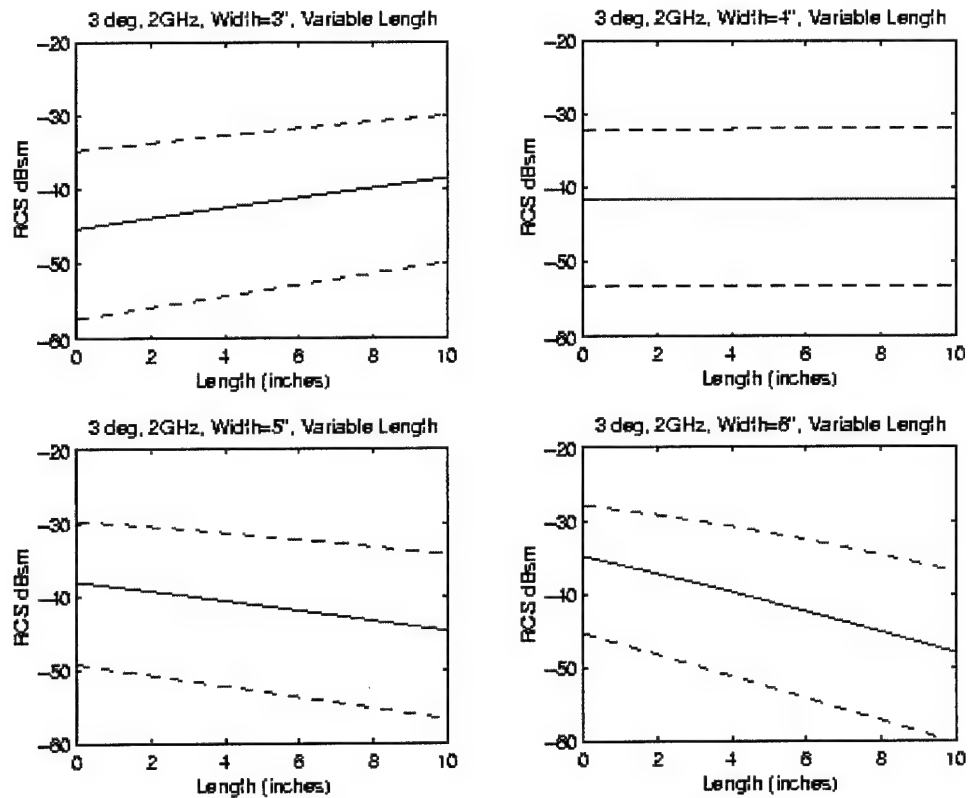 3 deg, 2GHz, Width=3", Variable Length
3 deg, 2GHz, Width=4", Variable Length
−20
−30
−40
−50
−60
RCS dBsm
0 2 4 6 8 10
Length (inches)
−20
−30
−40
−50
−60
RCS dBsm
0 2 4 6 8 10
Length (inches)
3 deg, 2GHz, Width=5", Variable Length
3 deg, 2GHz, Width=6", Variable Length
−20
−30
−40
−50
−60
RCS dBsm
0 2 4 6 8 10
Length (inches)
−20
−30
−40
−50
−60
RCS dBsm
0 2 4 6 8 10
Length (inches)